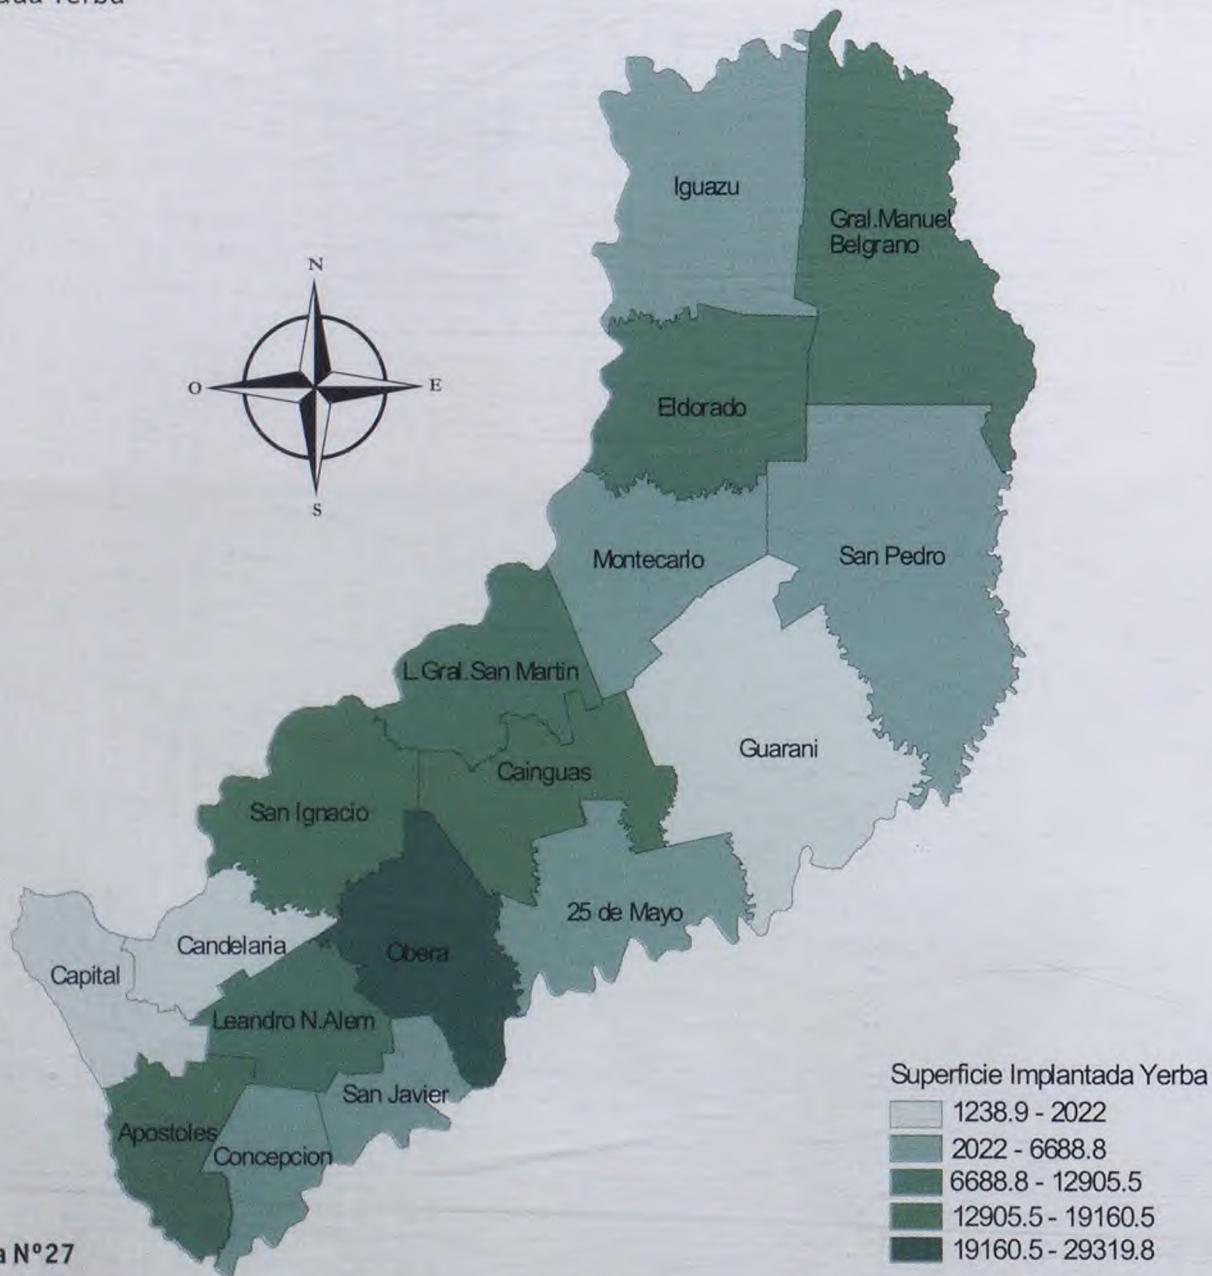 Yerba
N
O
E
S
Iguazu
Gral.Manuel
Belgrano
Eldorado
Montecarlo
San Pedro
L.Gral.San Martin
Guarani
Cainguas
San Ignacio
25 de Mayo
Candelaria
Obera
Capital
Leandro N.Alem
San Javier
Apostoles
Concepcion
Superficie Implantada Yerba
1238.9 - 2022
2022 - 6688.8
6688.8 - 12905.5
12905.5 - 19160.5
19160.5 - 29319.8
Nº27